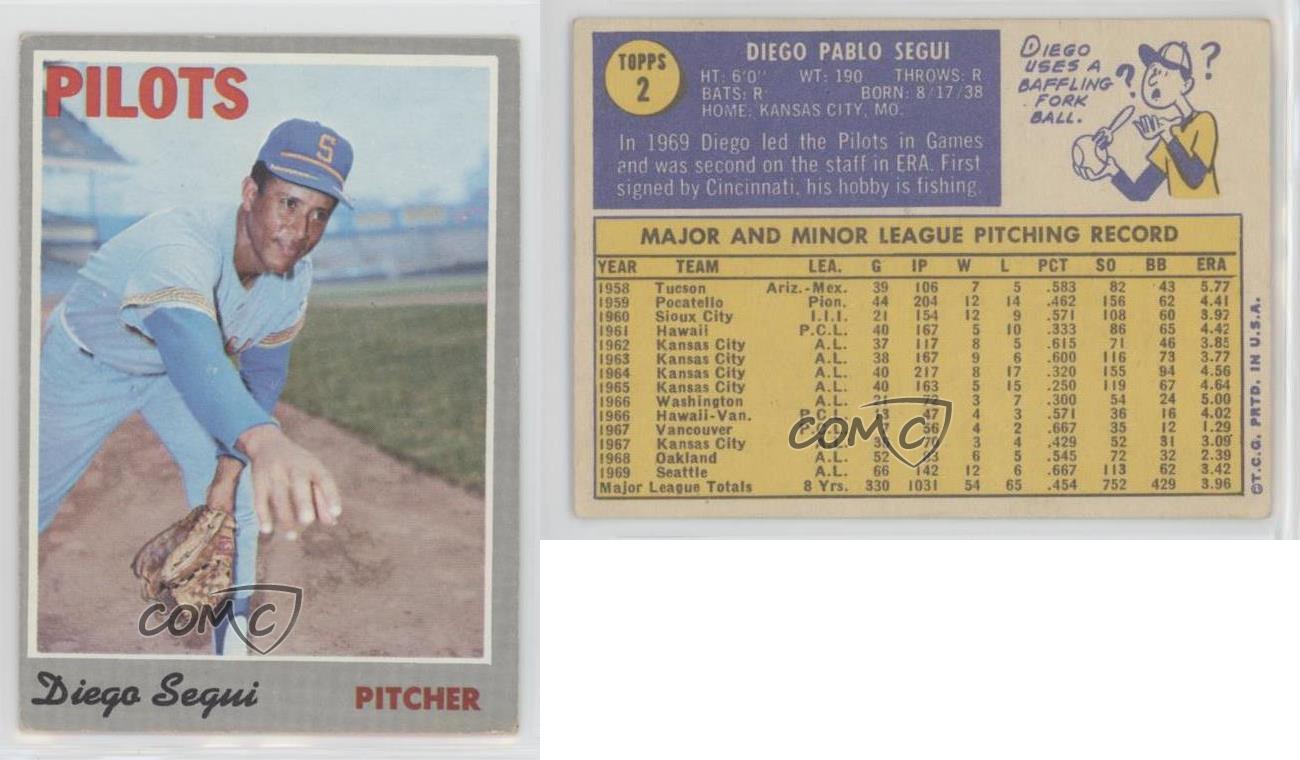 PILOTS
S
COMC
Diego Segui
PITCHER
TOPPS
2
DIEGO PABLO SEGUI
HT: 6'0" WT: 190 THROWS: R
BATS: R BORN: 8/17/38
HOME: KANSAS CITY, MO.
In 1969 Diego led the Pilots in Games
and was second on the staff in ERA. First
signed by Cincinnati, his hobby is fishing.
DIEGO
USES A
BAFFLING
FORK
BALL.
? ?
MAJOR AND MINOR LEAGUE PITCHING RECORD
YEAR TEAM LEA. G IP W L PCT SO BB ERA
1958 Tucson Ariz.-Mex. 39 106 7 5 .583 82 43 5.77
1959 Pocatello Pion. 44 204 12 14 .462 156 62 4.41
1960 Sioux City I.I.I. 21 154 12 9 .571 108 60 3.97
1961 Hawaii P.C.L. 40 167 5 10 .333 86 65 4.42
1962 Kansas City A.L. 37 117 8 5 .615 71 46 3.85
1963 Kansas City A.L. 38 167 9 6 .600 116 73 3.77
1964 Kansas City A.L. 40 217 8 17 .320 155 94 4.56
1965 Kansas City A.L. 40 163 5 15 .250 119 67 4.64
1966 Washington A.L. 21 72 3 7 .300 54 24 5.00
1966 Hawaii-Van. P.C.L. 13 47 4 3 .571 36 16 4.02
1967 Vancouver P.C.L. 56 4 2 .667 35 12 1.29
1967 Kansas City A.L. 36 70 3 4 .429 52 31 3.09
1968 Oakland A.L. 52 83 6 5 .545 72 32 2.39
1969 Seattle A.L. 66 142 12 6 .667 113 62 3.42
Major League Totals 8 Yrs. 330 1031 54 65 .454 752 429 3.96
COMC
©T.C.G. PRTD. IN U.S.A.